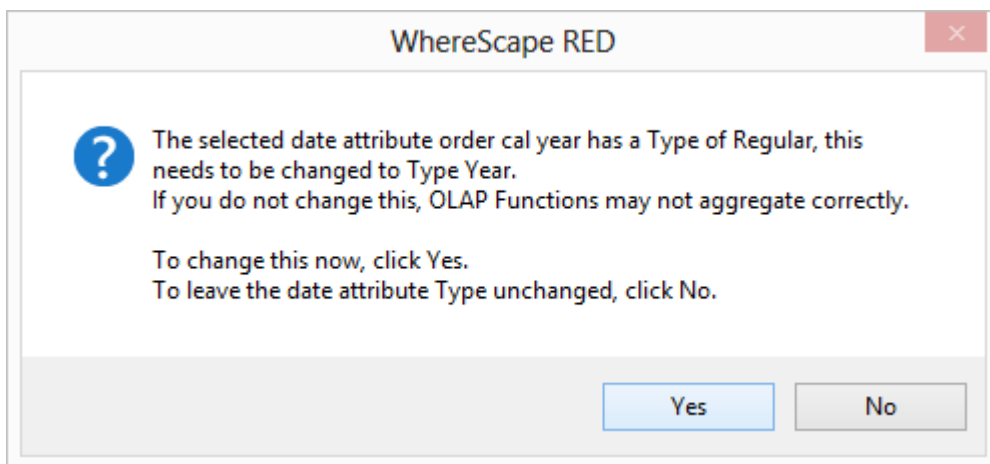 WhereScape RED
The selected date attribute order cal year has a Type of Regular, this
needs to be changed to Type Year.
If you do not change this, OLAP Functions may not aggregate correctly.
To change this now, click Yes.
To leave the date attribute Type unchanged, click No.
Yes
No